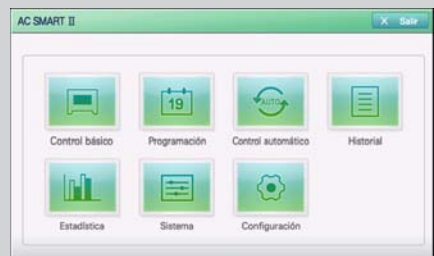 AC SMART II
X Salir
19
AUTO
Control básico
Programación
Control automático
Historial
Estadística
Sistema
Configuración